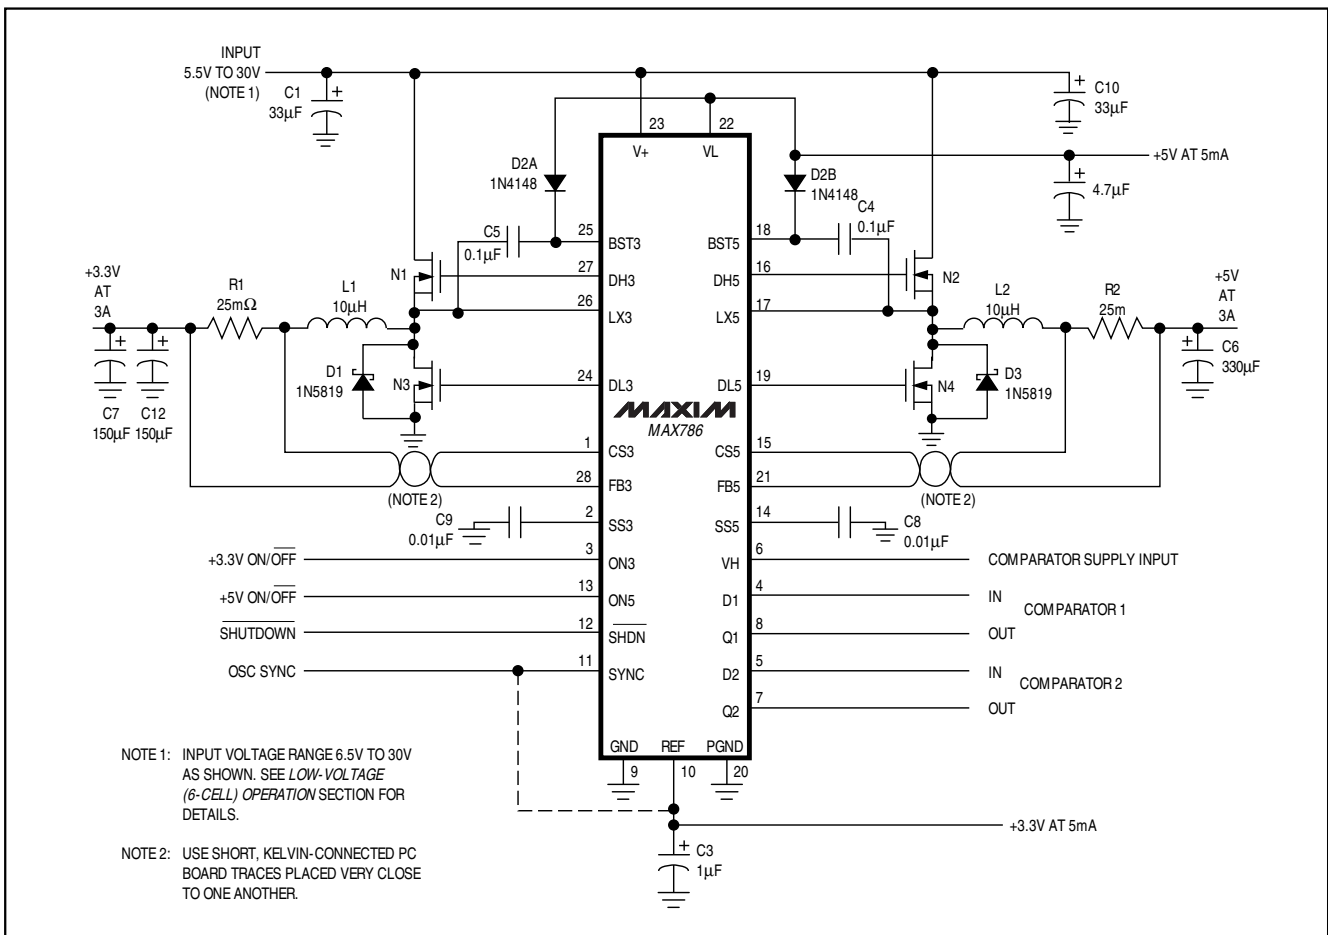 INPUT
5.5V TO 30V
(NOTE 1)
C1
33µF
C10
33µF
23
22
V+
VL
+5V AT 5mA
4.7µF
D2A
1N4148
D2B
1N4148
C5
0.1µF
C4
0.1µF
25
BST3
18
BST5
27
DH3
16
DH5
N1
N2
26
LX3
17
LX5
+3.3V
AT
3A
R1
25mΩ
L1
10µH
L2
10µH
R2
25m
+5V
AT
3A
D1
1N5819
N3
24
DL3
19
DL5
N4
D3
1N5819
C6
330µF
C7
150µF
C12
150µF
MAXIM
MAX786
1
CS3
15
CS5
28
FB3
21
FB5
(NOTE 2)
(NOTE 2)
C9
0.01µF
2
SS3
14
SS5
C8
0.01µF
+3.3V ON/OFF
3
ON3
6
VH
COMPARATOR SUPPLY INPUT
+5V ON/OFF
13
ON5
4
D1
IN
COMPARATOR 1
SHUTDOWN
12
SHDN
8
Q1
OUT
OSC SYNC
11
SYNC
5
D2
IN
COMPARATOR 2
7
Q2
OUT
GND
REF
PGND
9
10
20
+3.3V AT 5mA
C3
1µF
NOTE 1: INPUT VOLTAGE RANGE 6.5V TO 30V
AS SHOWN. SEE LOW-VOLTAGE
(6-CELL) OPERATION SECTION FOR
DETAILS.
NOTE 2: USE SHORT, KELVIN-CONNECTED PC
BOARD TRACES PLACED VERY CLOSE
TO ONE ANOTHER.